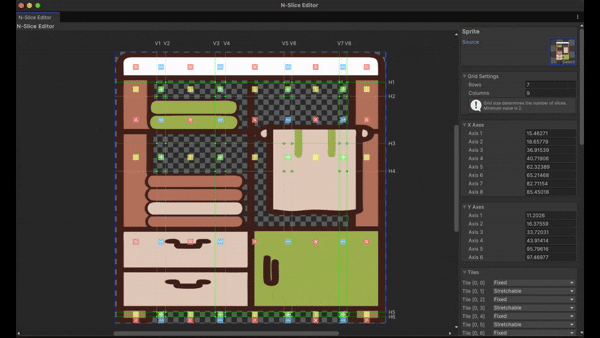 N-Slice Editor
N-Slice Editor
N-Slice Editor
V1 V2 V3 V4 V5 V6 V7 V8
H1
H2
H3
H4
H5
H6
Sprite
Source
Select
Grid Settings
Rows 7
Columns 9
Grid size determines the number of slices.
Minimum value is 2.
X Axes
Axis 1 15.48271
Axis 2 18.65779
Axis 3 36.91539
Axis 4 40.71906
Axis 5 62.32389
Axis 6 65.21468
Axis 7 82.71154
Axis 8 85.45018
Y Axes
Axis 1 11.2026
Axis 2 16.37559
Axis 3 33.72031
Axis 4 43.91414
Axis 5 95.79616
Axis 6 97.46977
Tiles
Tile [0, 0] Fixed
Tile [0, 1] Stretchable
Tile [0, 2] Fixed
Tile [0, 3] Stretchable
Tile [0, 4] Fixed
Tile [0, 5] Stretchable
Tile [0, 6] Fixed